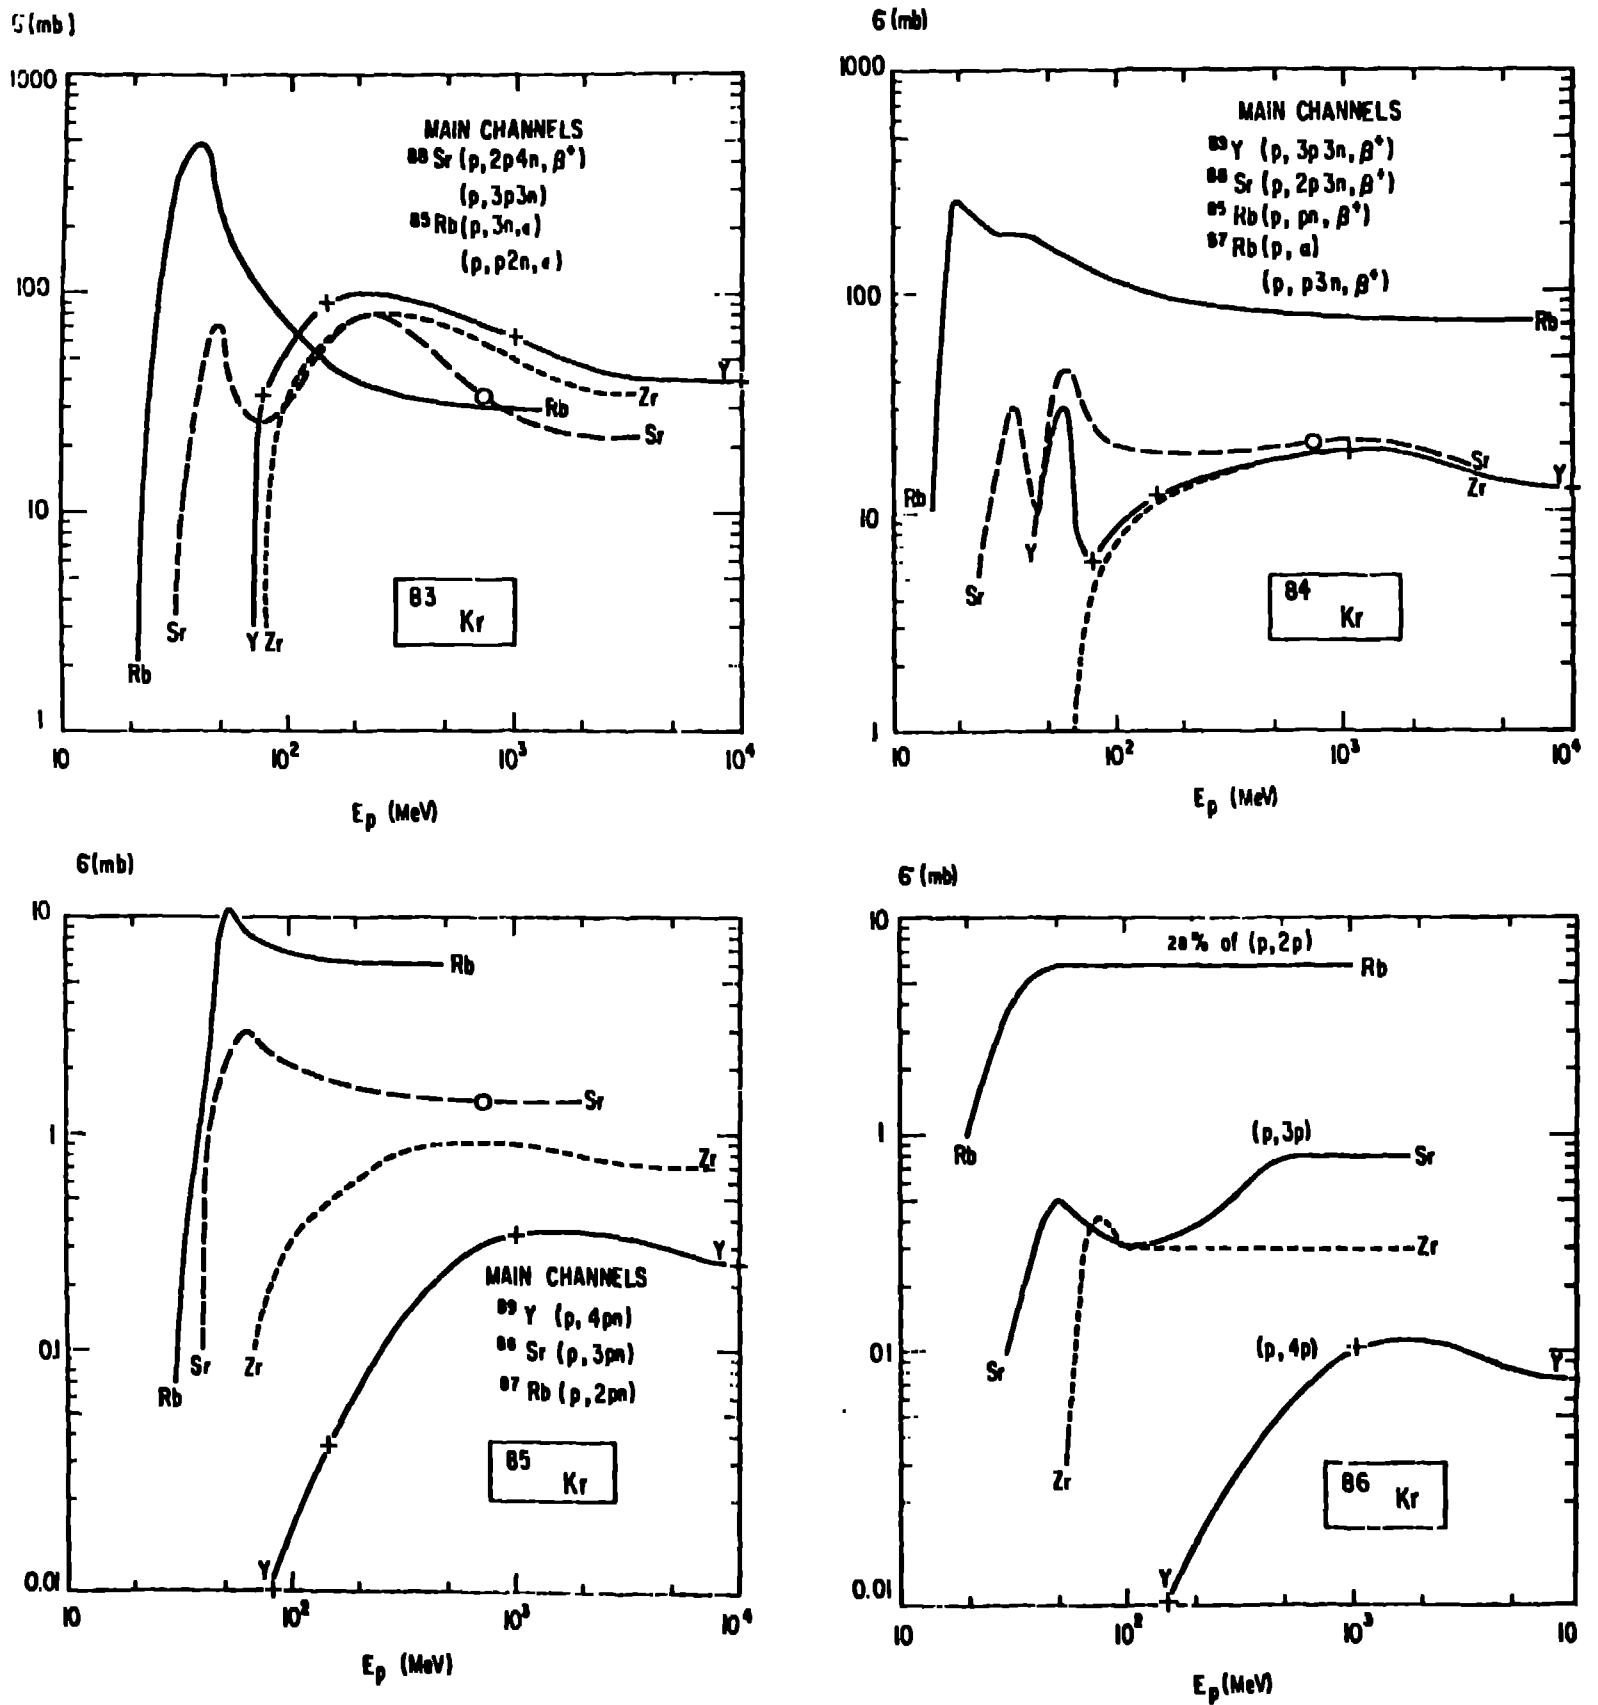 б(mb)
1000
100
10
1
10
10²
10³
10⁴
MAIN CHANNELS
⁸⁸Sr (p, 2p4n, β⁺)
(p, 3p3n)
⁸⁵Rb (p, 3n, ε)
(p, p2n, ε)
Y
Zr
Rb
Sr
Sr
Y Zr
Rb
83
Kr
Eₚ (MeV)
б(mb)
1000
100
10
1
10
10²
10³
10⁴
MAIN CHANNELS
⁸⁹Y (p, 3p3n, β⁺)
⁸⁸Sr (p, 2p3n, β⁺)
⁸⁵Rb (p, pn, β⁺)
⁸⁷Rb (p, α)
(p, p3n, β⁺)
Rb
Rb
Sr
Y
Zr
Y
Sr
84
Kr
Eₚ (MeV)
б(mb)
10
1
0.1
0.01
10
10²
10³
10⁴
Rb
Sr
Zr
Y
MAIN CHANNELS
⁸⁹Y (p, 4pn)
⁸⁸Sr (p, 3pn)
⁸⁷Rb (p, 2pn)
Sr
Zr
Rb
Y
85
Kr
Eₚ (MeV)
б(mb)
10
1
0.1
0.01
10
10²
10³
10
28% of (p, 2p)
Rb
Rb
(p, 3p)
Sr
Zr
(p, 4p)
Y
Sr
Zr
Y
86
Kr
Eₚ (MeV)